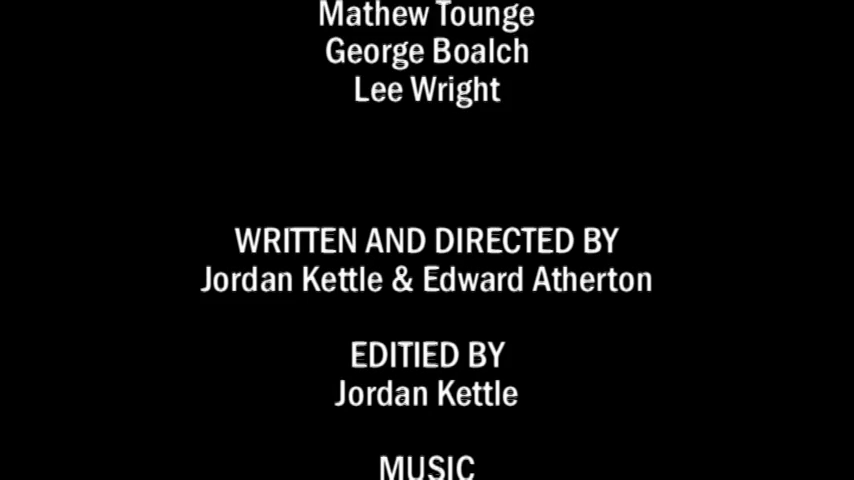 Mathew Tounge
George Boalch
Lee Wright
WRITTEN AND DIRECTED BY
Jordan Kettle & Edward Atherton
EDITIED BY
Jordan Kettle
MUSIC